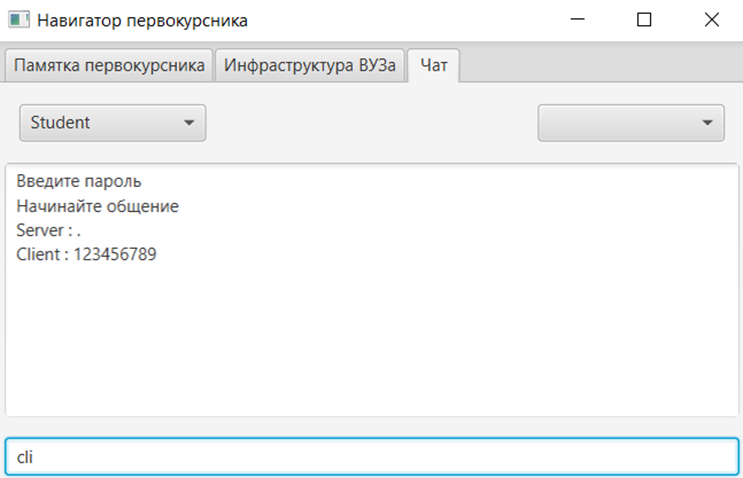 Навигатор первокурсника
Памятка первокурсника Инфраструктура ВУЗа Чат
Student
Введите пароль
Начинайте общение
Server : .
Client : 123456789
cli